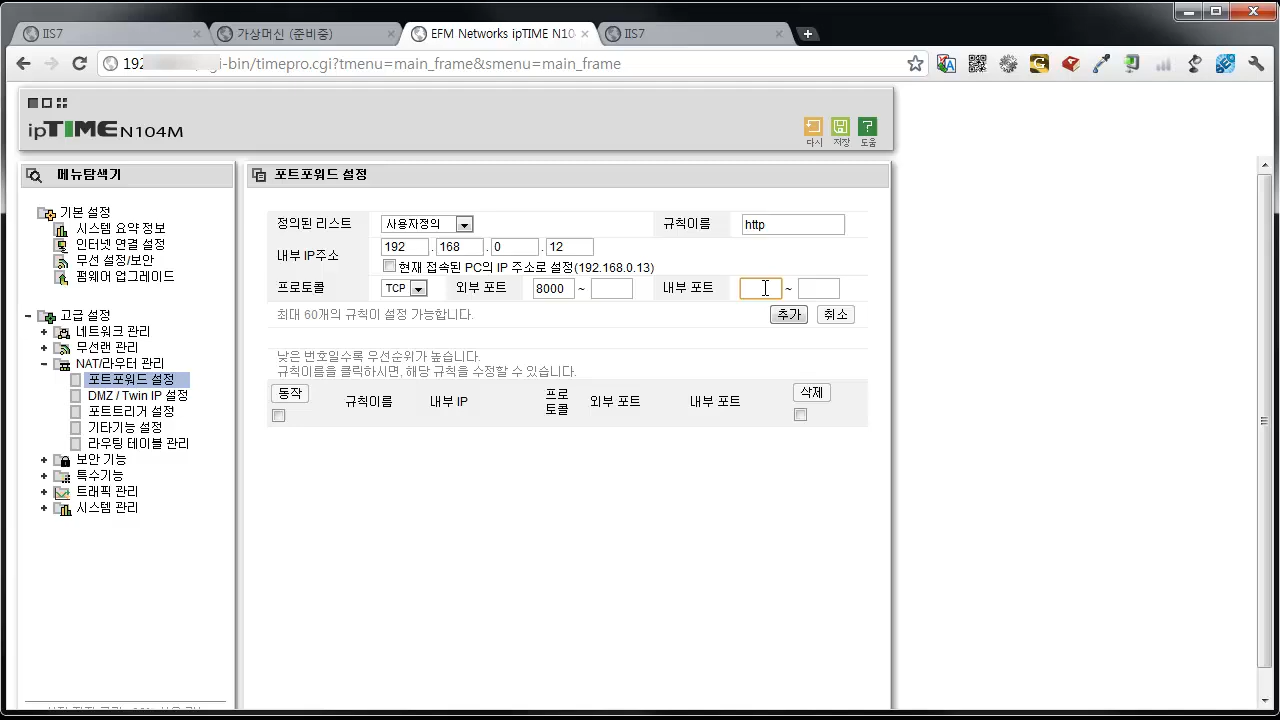 IIS7
가상머신 (준비중)
EFM Networks ipTIME N10
IIS7
192
gi-bin/timepro.cgi?tmenu=main_frame&smenu=main_frame
ipTIME N104M
다시 저장 도움
메뉴탐색기
기본 설정
시스템 요약 정보
인터넷 연결 설정
무선 설정/보안
펌웨어 업그레이드
고급 설정
네트워크 관리
무선랜 관리
NAT/라우터 관리
포트포워드 설정
DMZ / Twin IP 설정
포트트리거 설정
기타기능 설정
라우팅 테이블 관리
보안 기능
특수기능
트래픽 관리
시스템 관리
포트포워드 설정
정의된 리스트 사용자정의 규칙이름 http
내부 IP주소 192 . 168 . 0 . 12
현재 접속된 PC의 IP 주소로 설정(192.168.0.13)
프로토콜 TCP 외부 포트 8000 ~ 내부 포트 ~
최대 60개의 규칙이 설정 가능합니다. 추가 취소
낮은 번호일수록 우선순위가 높습니다.
규칙이름을 클릭하시면, 해당 규칙을 수정할 수 있습니다.
동작 규칙이름 내부 IP 프로토콜 외부 포트 내부 포트 삭제